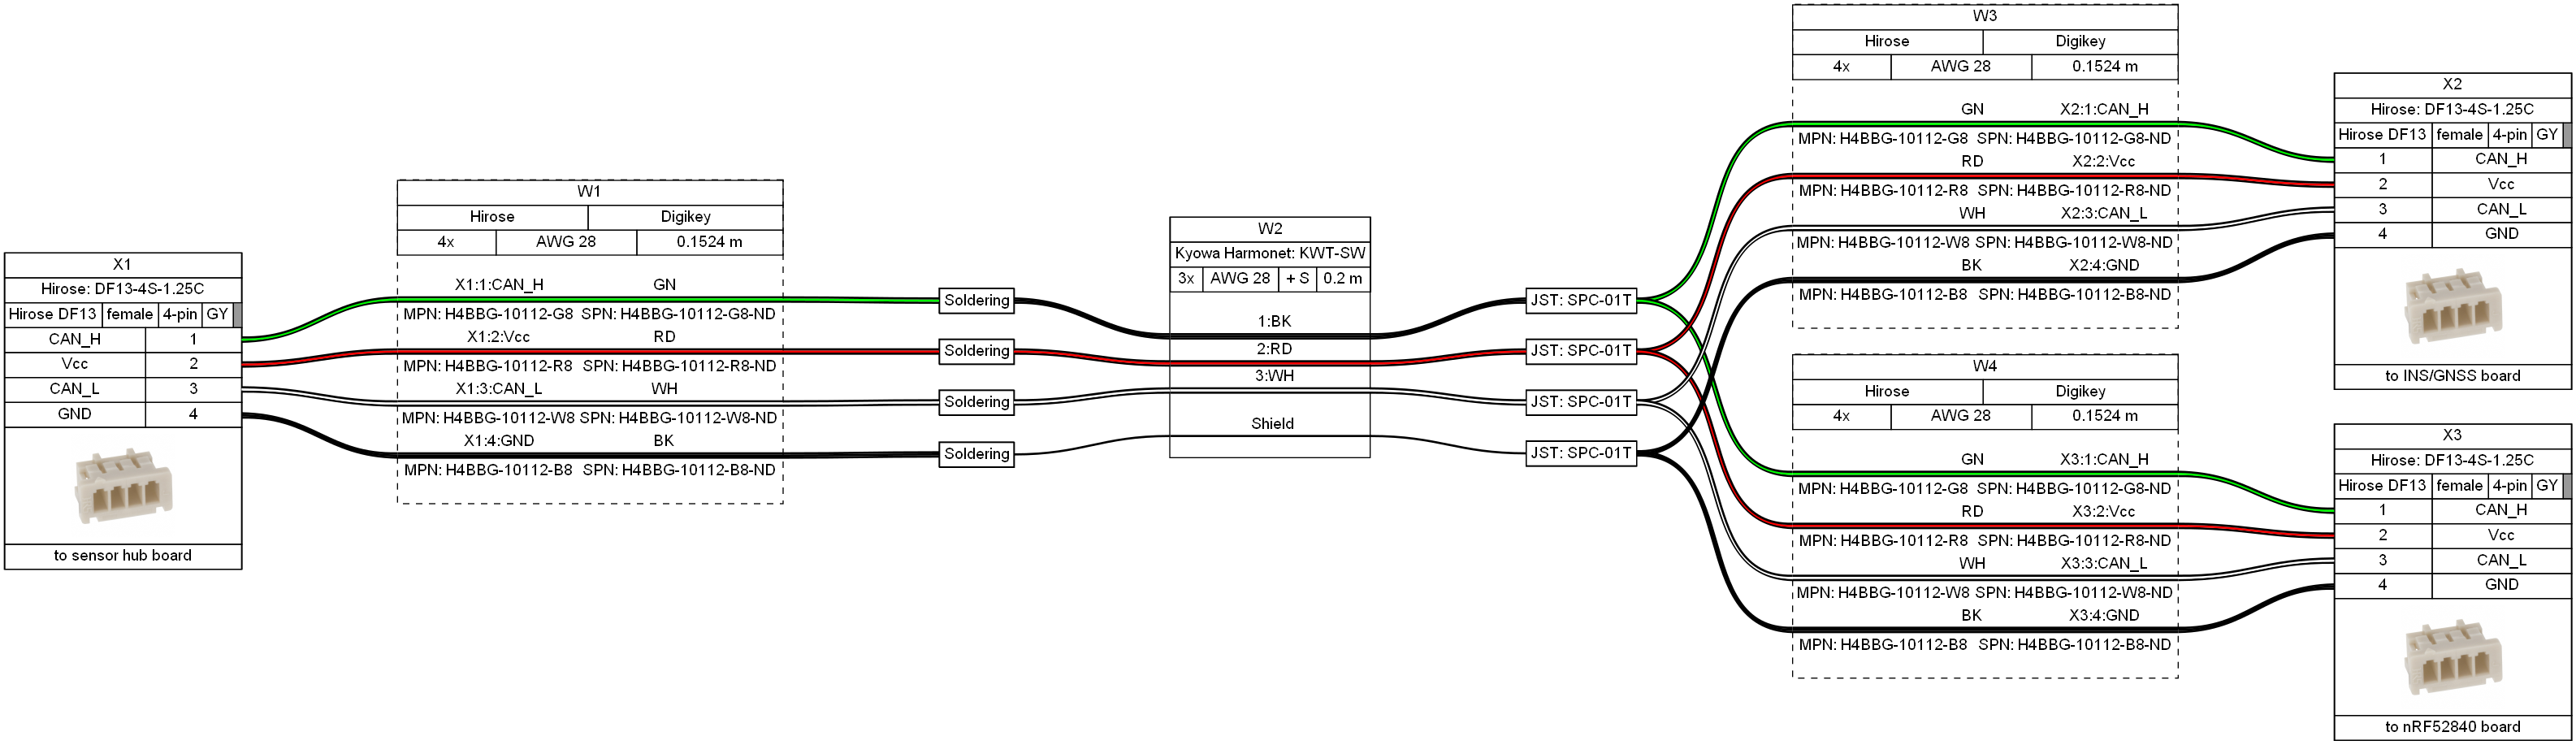 X1
Hirose: DF13-4S-1.25C
Hirose DF13 female 4-pin GY
CAN_H 1
Vcc 2
CAN_L 3
GND 4
to sensor hub board
W1
Hirose Digikey
4x AWG 28 0.1524 m
X1:1:CAN_H GN
MPN: H4BBG-10112-G8 SPN: H4BBG-10112-G8-ND
X1:2:Vcc RD
MPN: H4BBG-10112-R8 SPN: H4BBG-10112-R8-ND
X1:3:CAN_L WH
MPN: H4BBG-10112-W8 SPN: H4BBG-10112-W8-ND
X1:4:GND BK
MPN: H4BBG-10112-B8 SPN: H4BBG-10112-B8-ND
Soldering
Soldering
Soldering
Soldering
W2
Kyowa Harmonet: KWT-SW
3x AWG 28 + S 0.2 m
1:BK
2:RD
3:WH
Shield
JST: SPC-01T
JST: SPC-01T
JST: SPC-01T
JST: SPC-01T
W3
Hirose Digikey
4x AWG 28 0.1524 m
GN X2:1:CAN_H
MPN: H4BBG-10112-G8 SPN: H4BBG-10112-G8-ND
RD X2:2:Vcc
MPN: H4BBG-10112-R8 SPN: H4BBG-10112-R8-ND
WH X2:3:CAN_L
MPN: H4BBG-10112-W8 SPN: H4BBG-10112-W8-ND
BK X2:4:GND
MPN: H4BBG-10112-B8 SPN: H4BBG-10112-B8-ND
W4
Hirose Digikey
4x AWG 28 0.1524 m
GN X3:1:CAN_H
MPN: H4BBG-10112-G8 SPN: H4BBG-10112-G8-ND
RD X3:2:Vcc
MPN: H4BBG-10112-R8 SPN: H4BBG-10112-R8-ND
WH X3:3:CAN_L
MPN: H4BBG-10112-W8 SPN: H4BBG-10112-W8-ND
BK X3:4:GND
MPN: H4BBG-10112-B8 SPN: H4BBG-10112-B8-ND
X2
Hirose: DF13-4S-1.25C
Hirose DF13 female 4-pin GY
1 CAN_H
2 Vcc
3 CAN_L
4 GND
to INS/GNSS board
X3
Hirose: DF13-4S-1.25C
Hirose DF13 female 4-pin GY
1 CAN_H
2 Vcc
3 CAN_L
4 GND
to nRF52840 board